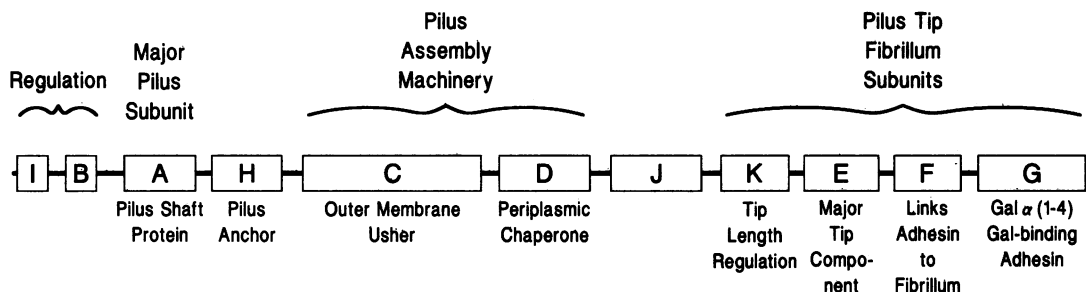 Regulation
Major
Pilus
Subunit
Pilus
Assembly
Machinery
Pilus Tip
Fibrillum
Subunits
I B A H C D J K E F G
Pilus Shaft
Protein
Pilus
Anchor
Outer Membrane
Usher
Periplasmic
Chaperone
Tip
Length
Regulation
Major
Tip
Compo-
nent
Links
Adhesin
to
Fibrillum
Gal α (1-4)
Gal-binding
Adhesin